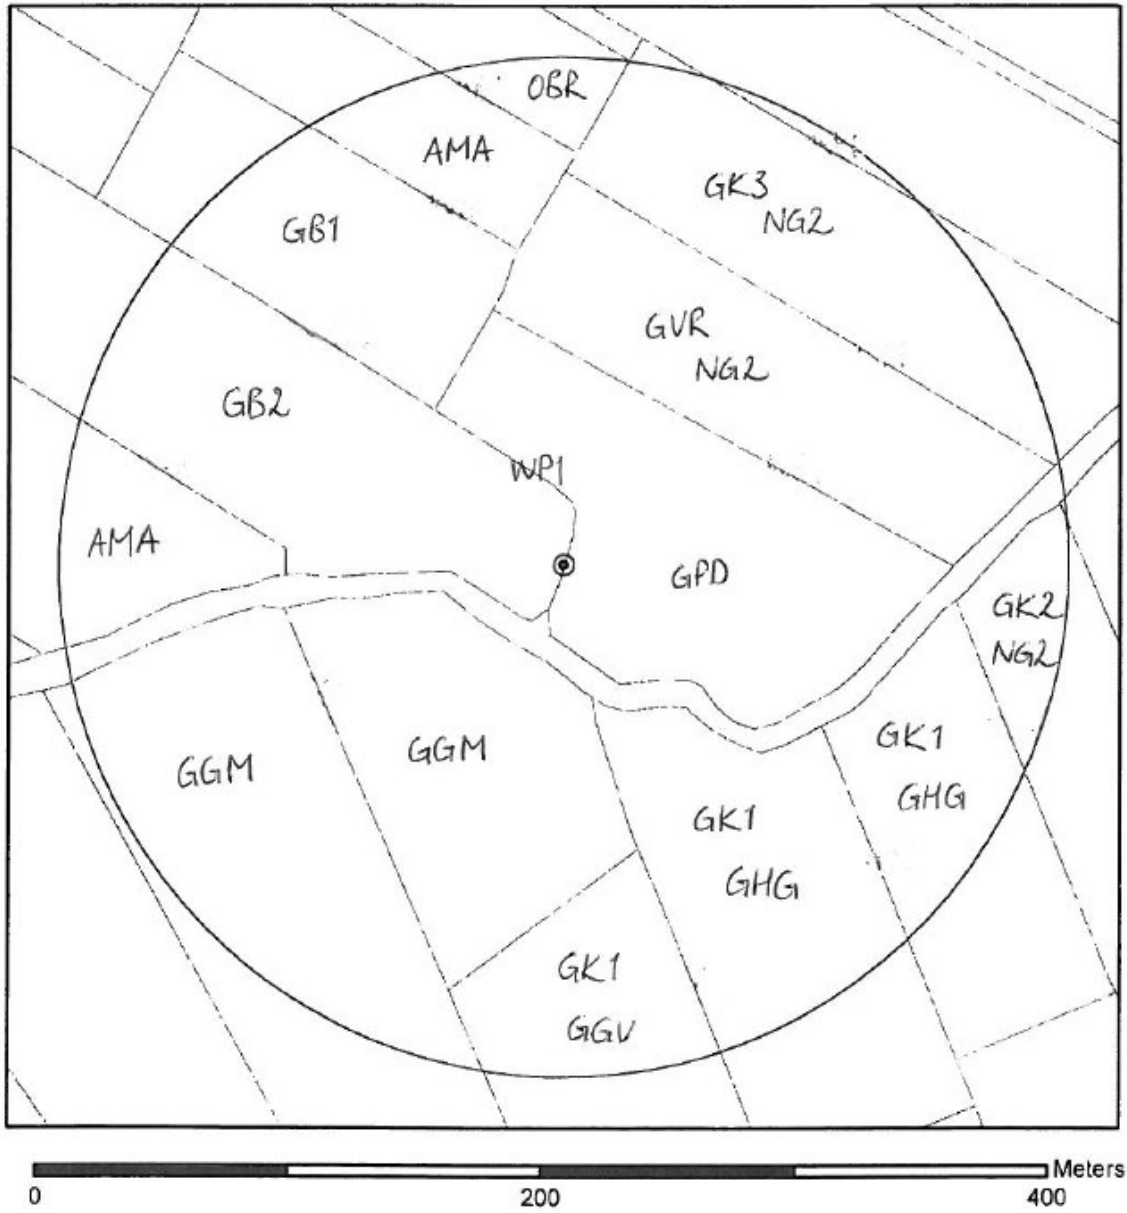 OBR
AMA
GK3
NG2
GB1
GVR
NG2
GB2
WP1
AMA
GPD
GK2
NG2
GGM
GGM
GK1
GHG
GK1
GHG
GK1
GGV
Meters
0
200
400